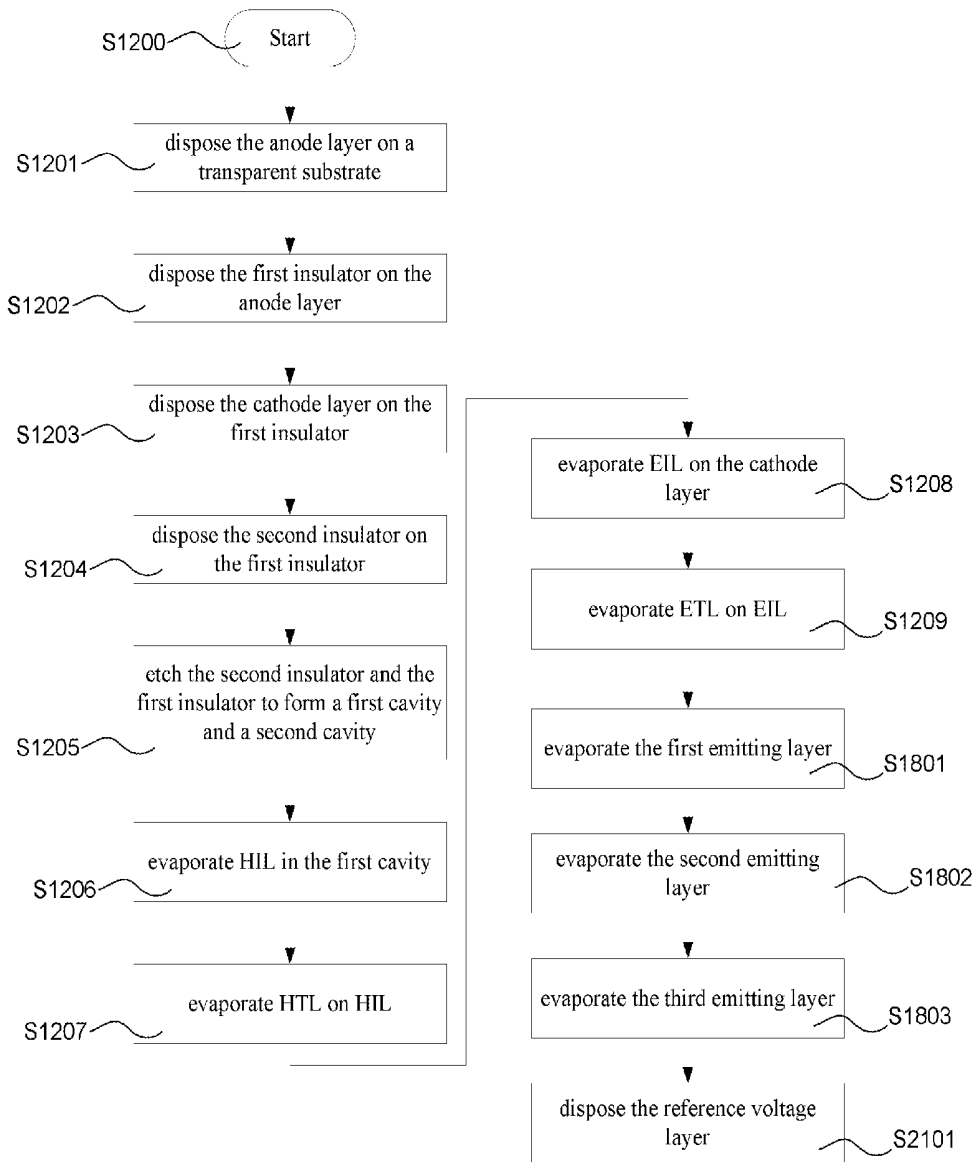 S1200
Start
S1201
dispose the anode layer on a
transparent substrate
S1202
dispose the first insulator on the
anode layer
S1203
dispose the cathode layer on the
first insulator
S1204
dispose the second insulator on
the first insulator
S1205
etch the second insulator and the
first insulator to form a first cavity
and a second cavity
S1206
evaporate HIL in the first cavity
S1207
evaporate HTL on HIL
evaporate EIL on the cathode
layer
S1208
evaporate ETL on EIL
S1209
evaporate the first emitting layer
S1801
evaporate the second emitting
layer
S1802
evaporate the third emitting layer
S1803
dispose the reference voltage
layer
S2101